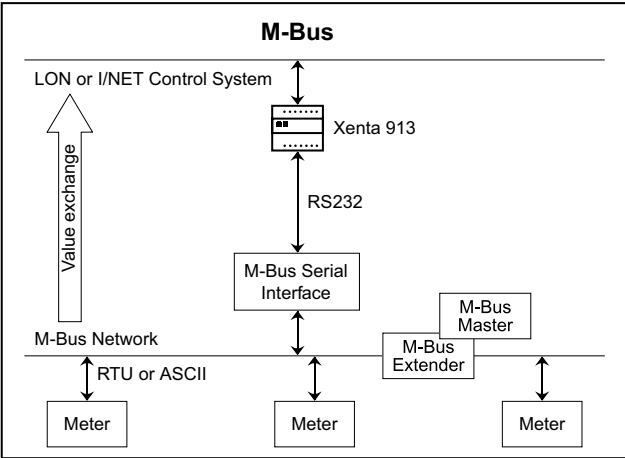 M-Bus
LON or I/NET Control System
Xenta 913
Value exchange
RS232
M-Bus Serial
Interface
M-Bus
Master
M-Bus Network
M-Bus
Extender
RTU or ASCII
Meter
Meter
Meter